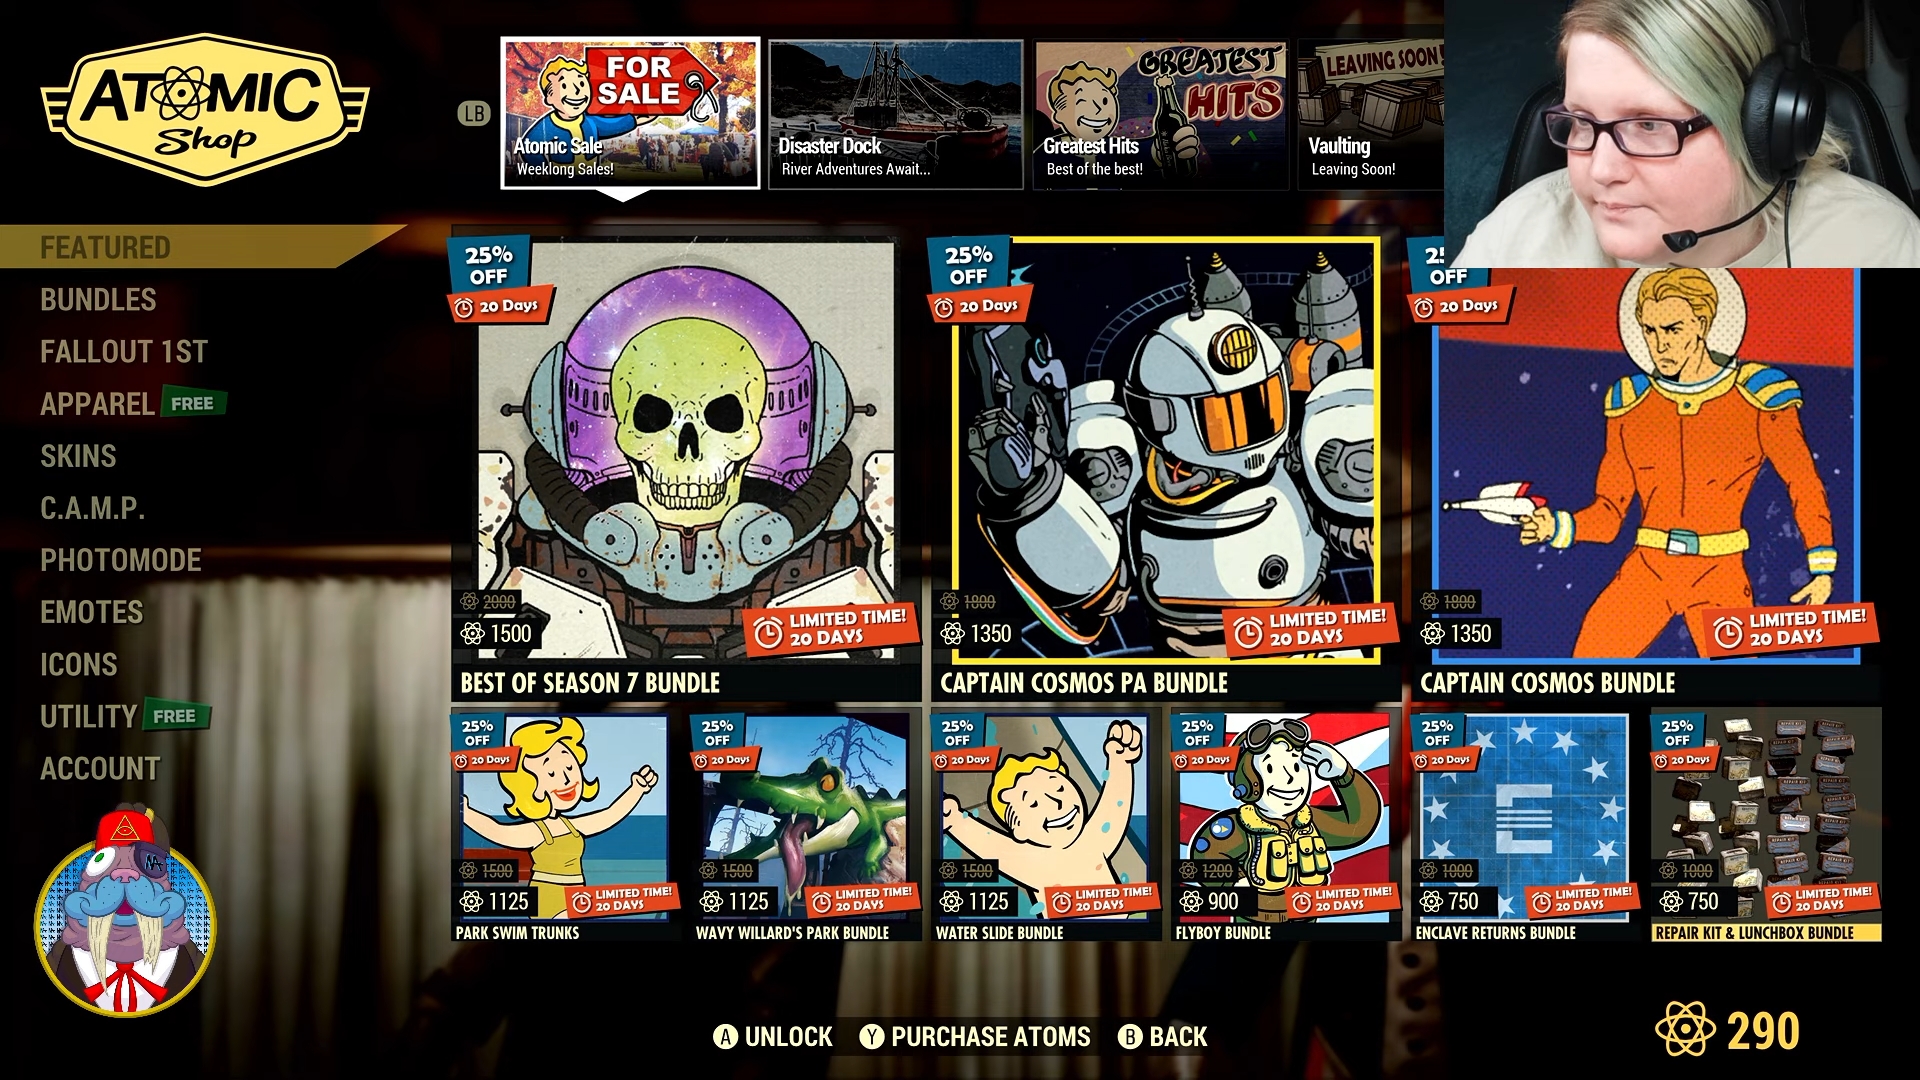 ATOMIC
Shop
LB
FOR
SALE
Atomic Sale
Weeklong Sales!
Disaster Dock
River Adventures Await...
GREATEST
HITS
Greatest Hits
Best of the best!
LEAVING SOON!
Vaulting
Leaving Soon!
FEATURED
BUNDLES
FALLOUT 1ST
APPAREL FREE
SKINS
C.A.M.P.
PHOTOMODE
EMOTES
ICONS
UTILITY FREE
ACCOUNT
25%
OFF
20 Days
2000
1500
LIMITED TIME!
20 DAYS
BEST OF SEASON 7 BUNDLE
25%
OFF
20 Days
1800
1350
LIMITED TIME!
20 DAYS
CAPTAIN COSMOS PA BUNDLE
OFF
20 Days
1800
1350
LIMITED TIME!
20 DAYS
CAPTAIN COSMOS BUNDLE
25%
OFF
20 Days
1500
1125
LIMITED TIME!
20 DAYS
PARK SWIM TRUNKS
25%
OFF
20 Days
1500
1125
LIMITED TIME!
20 DAYS
WAVY WILLARD'S PARK BUNDLE
25%
OFF
20 Days
1500
1125
LIMITED TIME!
20 DAYS
WATER SLIDE BUNDLE
25%
OFF
20 Days
1200
900
LIMITED TIME!
20 DAYS
FLYBOY BUNDLE
25%
OFF
20 Days
E
1000
750
LIMITED TIME!
20 DAYS
ENCLAVE RETURNS BUNDLE
25%
OFF
20 Days
1000
750
LIMITED TIME!
20 DAYS
REPAIR KIT & LUNCHBOX BUNDLE
A UNLOCK Y PURCHASE ATOMS B BACK
290